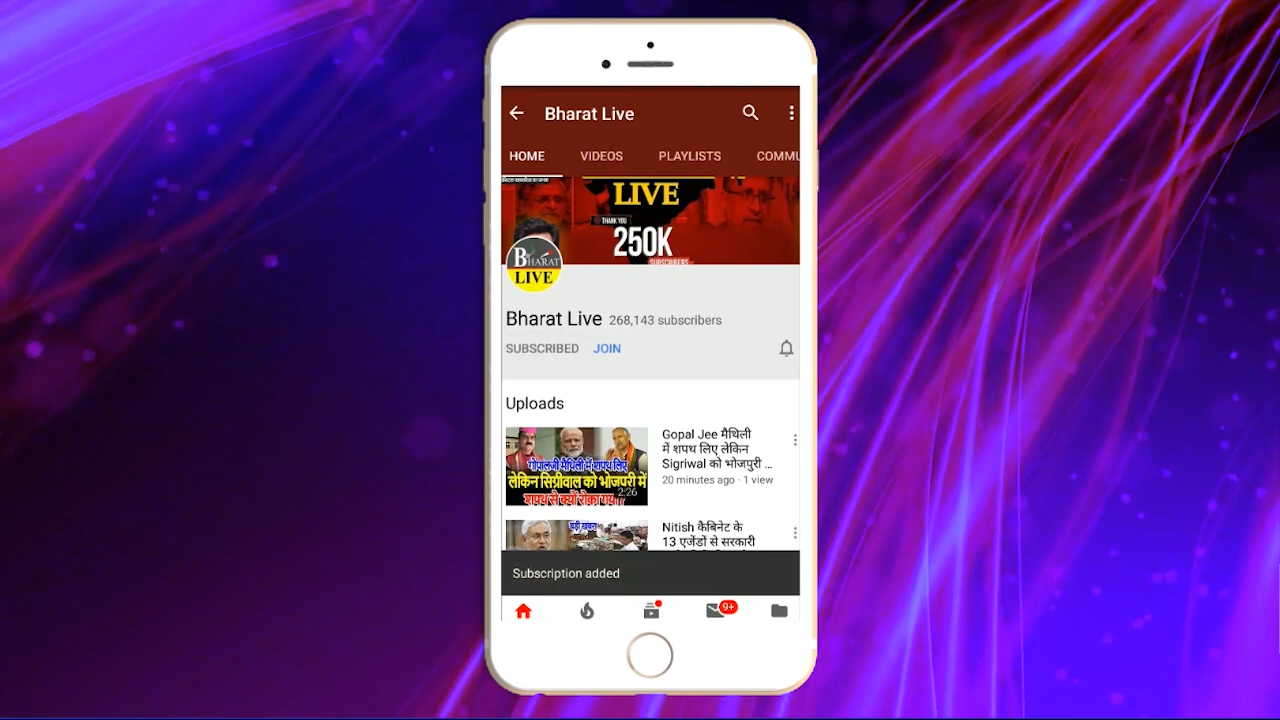 Bharat Live
HOME VIDEOS PLAYLISTS COMMU
LIVE
THANK YOU
250K
SUBSCRIBERS
BHARAT
LIVE
Bharat Live 268,143 subscribers
SUBSCRIBED JOIN
Uploads
गोपालजी मैथिली में शपथ लिए
लेकिन सिग्रीवाल को भोजपुरी में
शपथ से क्यों रोका गया ?
2:26
Gopal Jee मैथिली
में शपथ लिए लेकिन
Sigriwal को भोजपुरी ...
20 minutes ago · 1 view
बड़ी खबर
Nitish कैबिनेट के
13 एजेंडों से सरकारी
Subscription added
9+